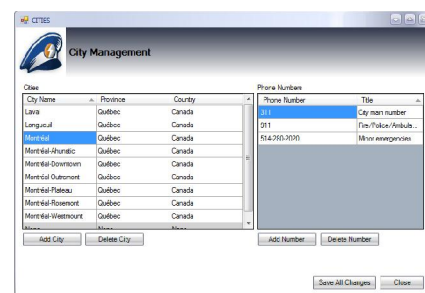 CITIES
City Management
Cities
City Name Province Country
Laval Québec Canada
Longueuil Québec Canada
Montréal Québec Canada
Montréal-Ahuntsic Québec Canada
Montréal-Downtown Québec Canada
Montréal Outremont Québec Canada
Montréal-Plateau Québec Canada
Montréal-Rosemont Québec Canada
Montréal-Westmount Québec Canada
Add City Delete City
Phone Numbers
Phone Number Title
311 City main number
911 Fire/Police/Ambula...
514-280-2020 Minor emergencies
Add Number Delete Number
Save All Changes Close